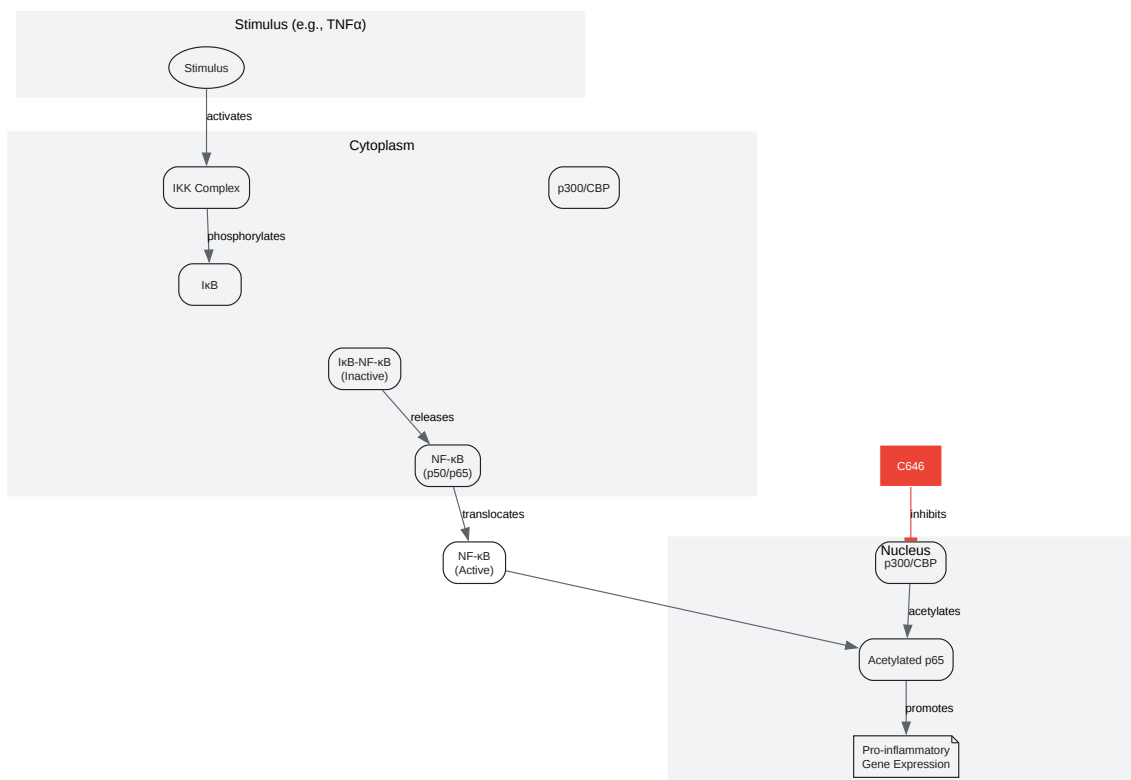 Stimulus (e.g., TNFα)
Stimulus
activates
Cytoplasm
IKK Complex
p300/CBP
phosphorylates
IκB
IκB-NF-κB
(Inactive)
releases
NF-κB
(p50/p65)
C646
translocates
inhibits
NF-κB
(Active)
Nucleus
p300/CBP
acetylates
Acetylated p65
promotes
Pro-inflammatory
Gene Expression